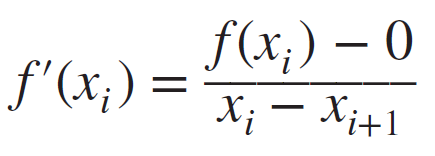 f′(xᵢ) = (f(xᵢ) − 0) / (xᵢ − xᵢ₊₁)